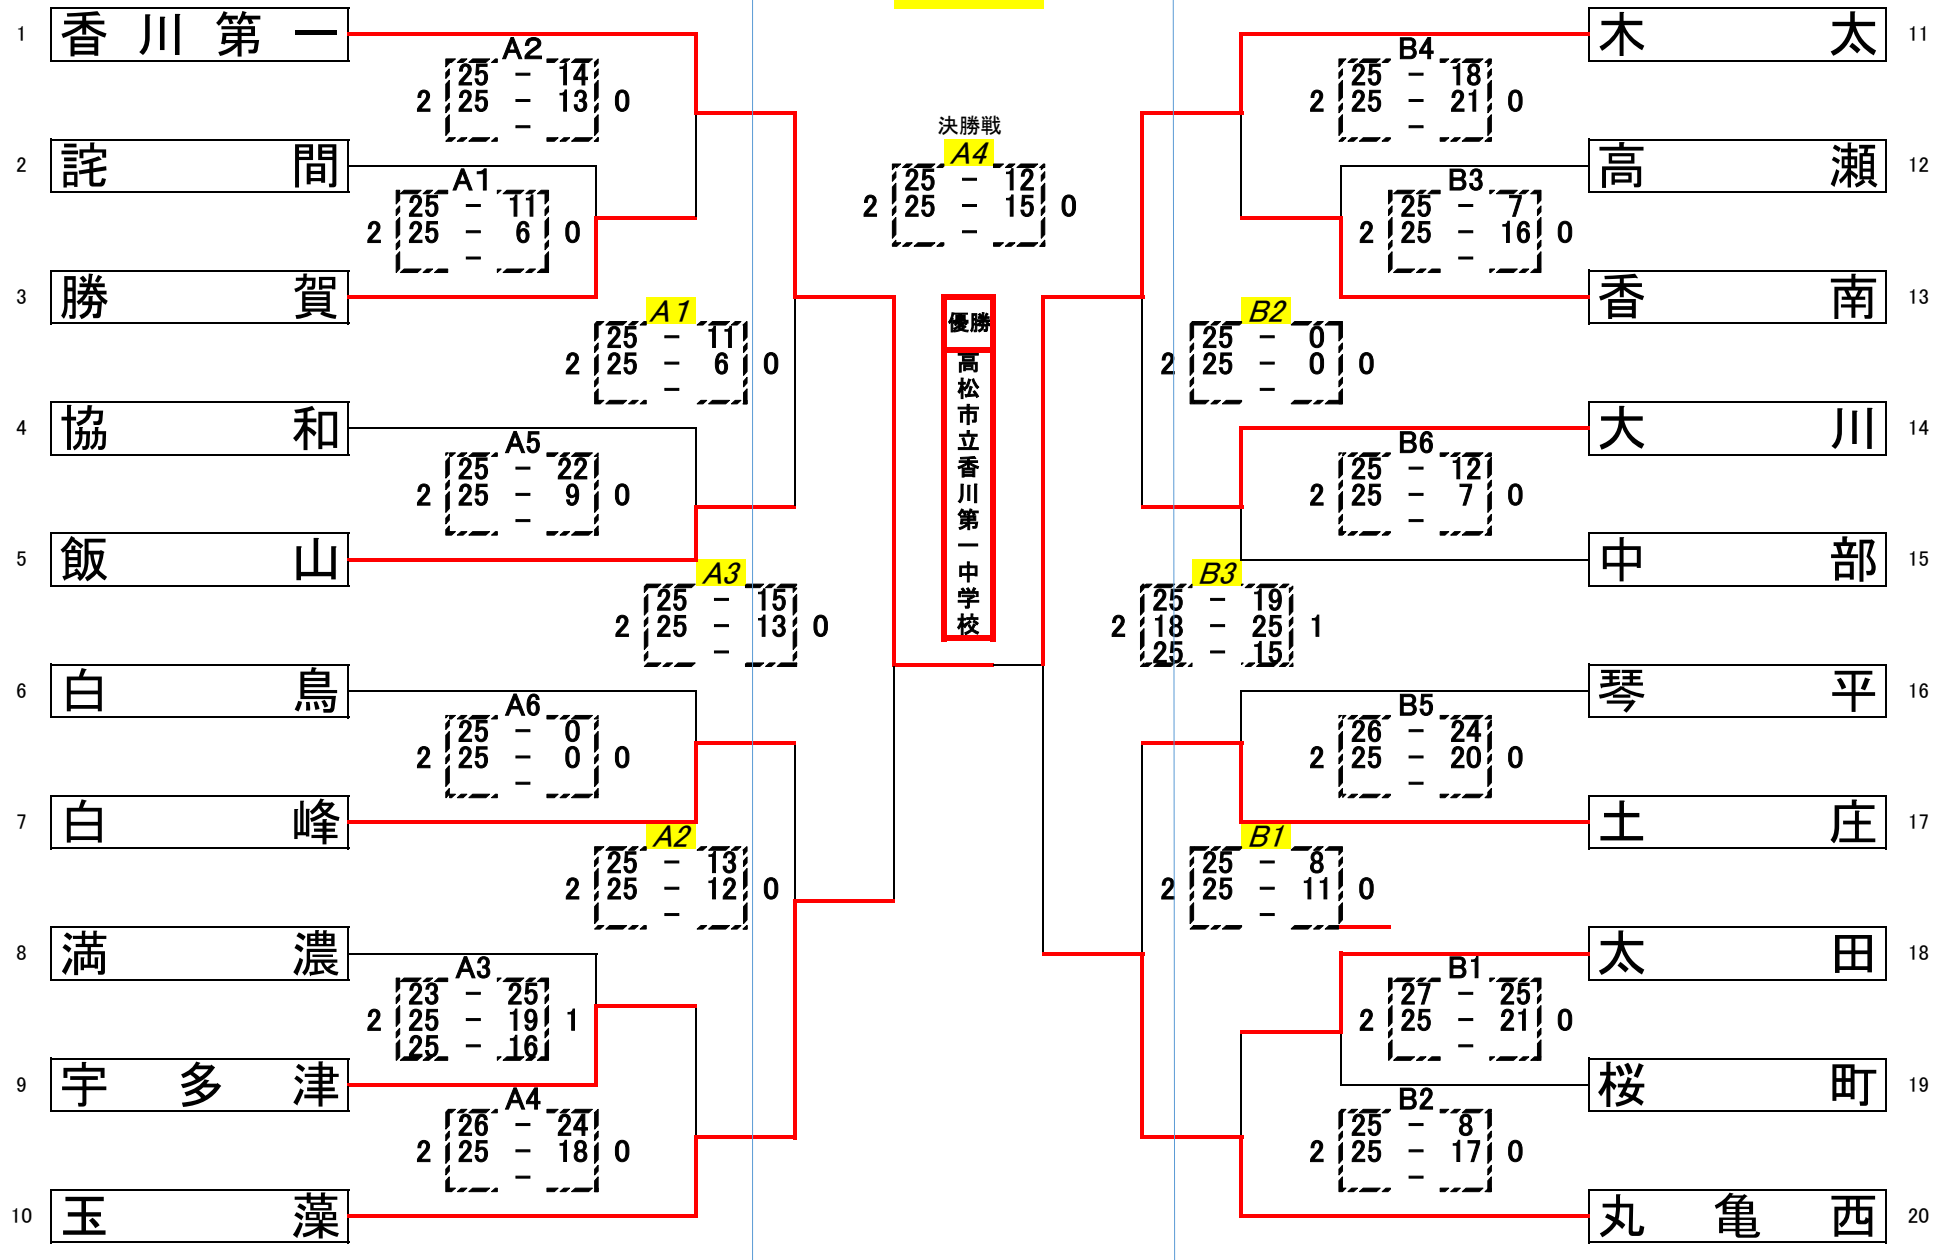 1 香川第一
A2
25 - 14
2 25 - 13 0
-
2 詫間
A1
25 - 11
2 25 - 6 0
-
3 勝賀
A1
25 - 11
2 25 - 6 0
-
4 協和
A5
25 - 22
2 25 - 9 0
-
5 飯山
A3
25 - 15
2 25 - 13 0
-
6 白鳥
A6
25 - 0
2 25 - 0 0
-
7 白峰
A2
25 - 13
2 25 - 12 0
-
8 満濃
A3
23 - 25
2 25 - 19 1
25 - 16
9 宇多津
A4
26 - 24
2 25 - 18 0
-
10 玉藻
決勝戦
A4
25 - 12
2 25 - 15 0
-
優勝
高松市立香川第一中学校
木太 11
B4
25 - 18
2 25 - 21 0
-
高瀬 12
B3
25 - 7
2 25 - 16 0
-
香南 13
B2
25 - 0
2 25 - 0 0
-
大川 14
B6
25 - 12
2 25 - 7 0
-
中部 15
B3
25 - 19
2 18 - 25 1
25 - 15
琴平 16
B5
26 - 24
2 25 - 20 0
-
土庄 17
B1
25 - 8
2 25 - 11 0
-
太田 18
B1
27 - 25
2 25 - 21 0
-
桜町 19
B2
25 - 8
2 25 - 17 0
-
丸亀西 20